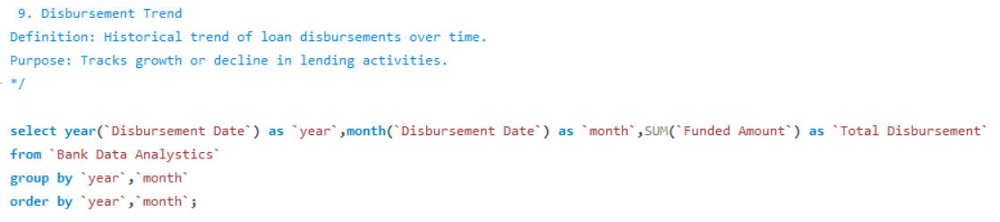 9. Disbursement Trend
Definition: Historical trend of loan disbursements over time.
Purpose: Tracks growth or decline in lending activities.
*/
select year(`Disbursement Date`) as `year`,month(`Disbursement Date`) as `month`,SUM(`Funded Amount`) as `Total Disbursement`
from `Bank Data Analystics`
group by `year`,`month`
order by `year`,`month`;